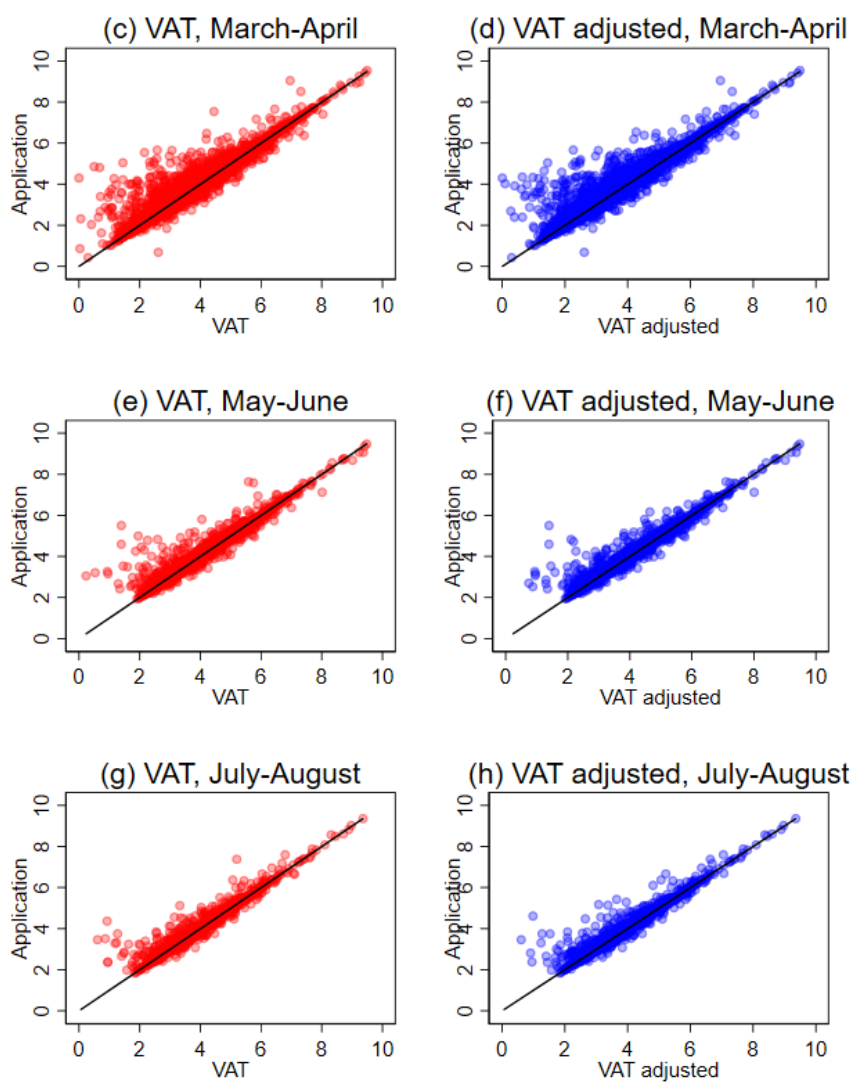 (c) VAT, March-April
10
8
6
4
2
0
Application
0 2 4 6 8 10
VAT
(d) VAT adjusted, March-April
10
8
6
4
2
0
Application
0 2 4 6 8 10
VAT adjusted
(e) VAT, May-June
10
8
6
4
2
0
Application
0 2 4 6 8 10
VAT
(f) VAT adjusted, May-June
10
8
6
4
2
0
Application
0 2 4 6 8 10
VAT adjusted
(g) VAT, July-August
10
8
6
4
2
0
Application
0 2 4 6 8 10
VAT
(h) VAT adjusted, July-August
10
8
6
4
2
0
Application
0 2 4 6 8 10
VAT adjusted